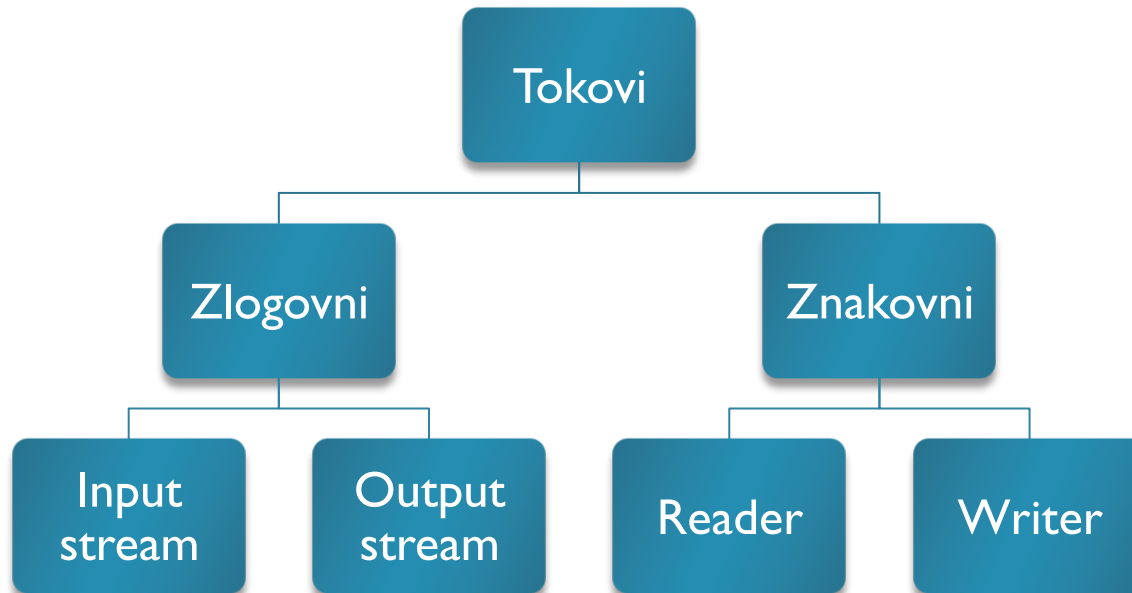 Tokovi
Zlogovni
Znakovni
Input
stream
Output
stream
Reader
Writer